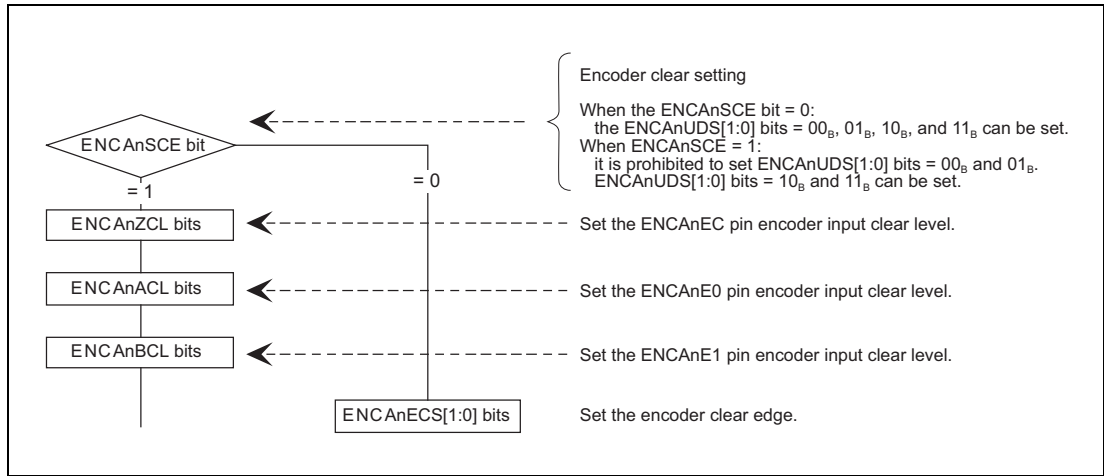 Encoder clear setting
When the ENCAnSCE bit = 0:
the ENCAnUDS[1:0] bits = 00B, 01B, 10B, and 11B can be set.
When ENCAnSCE = 1:
it is prohibited to set ENCAnUDS[1:0] bits = 00B and 01B.
ENCAnUDS[1:0] bits = 10B and 11B can be set.
ENCAnSCE bit
= 0
= 1
ENCAnZCL bits
Set the ENCAnEC pin encoder input clear level.
ENCAnACL bits
Set the ENCAnE0 pin encoder input clear level.
ENCAnBCL bits
Set the ENCAnE1 pin encoder input clear level.
ENCAnECS[1:0] bits
Set the encoder clear edge.